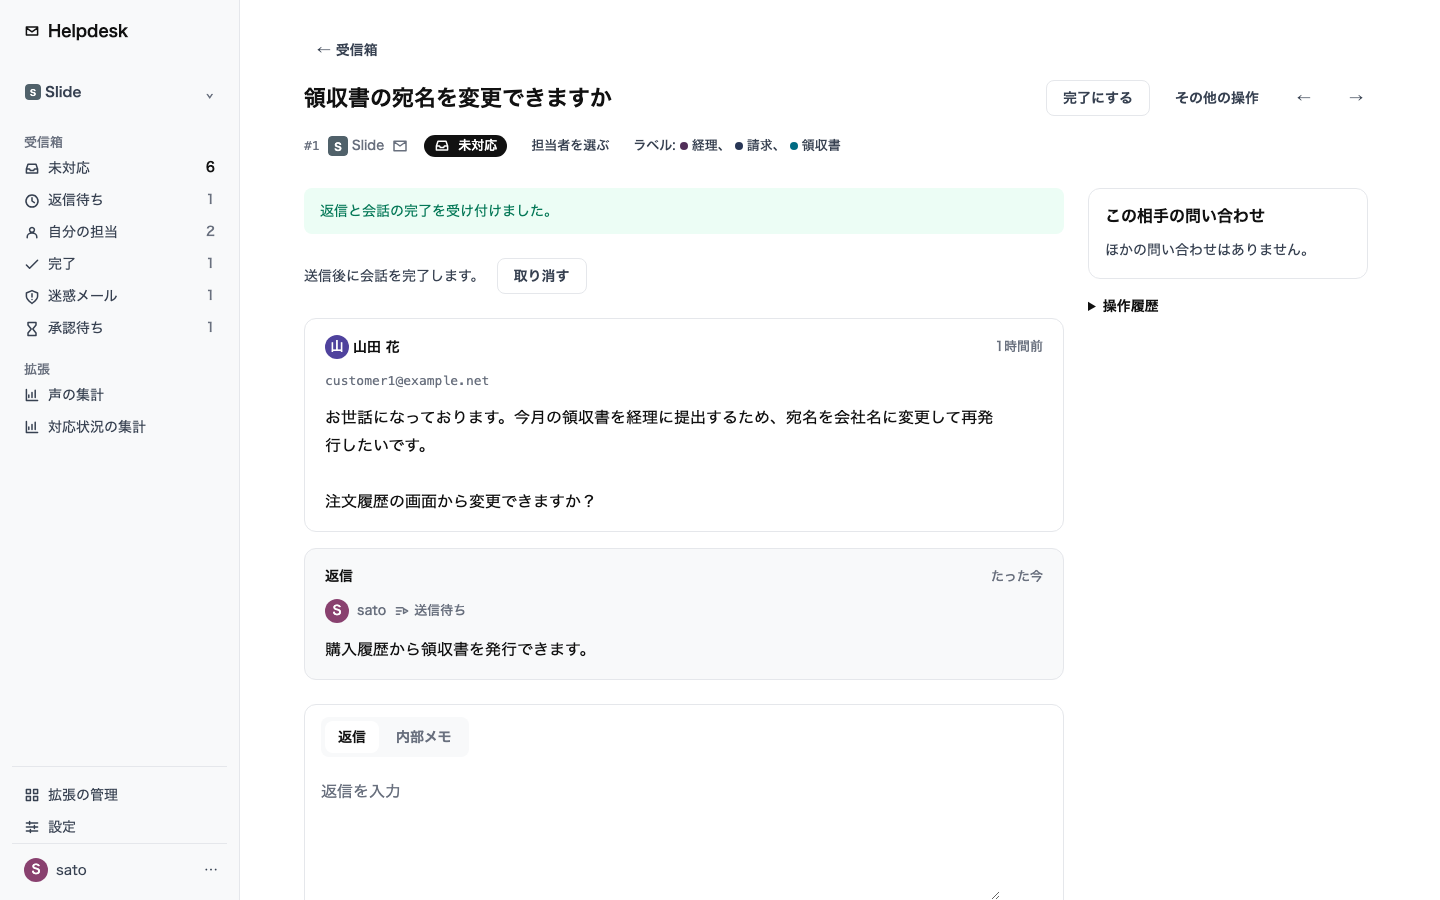 Helpdesk
S Slide
受信箱
未対応 6
返信待ち 1
自分の担当 2
完了 1
迷惑メール 1
承認待ち 1
拡張
声の集計
対応状況の集計
拡張の管理
設定
S sato …
← 受信箱
領収書の宛名を変更できますか
完了にする その他の操作 ← →
#1 S Slide 未対応 担当者を選ぶ ラベル: 経理、 請求、 領収書
返信と会話の完了を受け付けました。
送信後に会話を完了します。 取り消す
山 山田 花 1時間前
customer1@example.net
お世話になっております。今月の領収書を経理に提出するため、宛名を会社名に変更して再発
行したいです。
注文履歴の画面から変更できますか？
返信 たった今
S sato 送信待ち
購入履歴から領収書を発行できます。
返信 内部メモ
返信を入力
この相手の問い合わせ
ほかの問い合わせはありません。
▶ 操作履歴